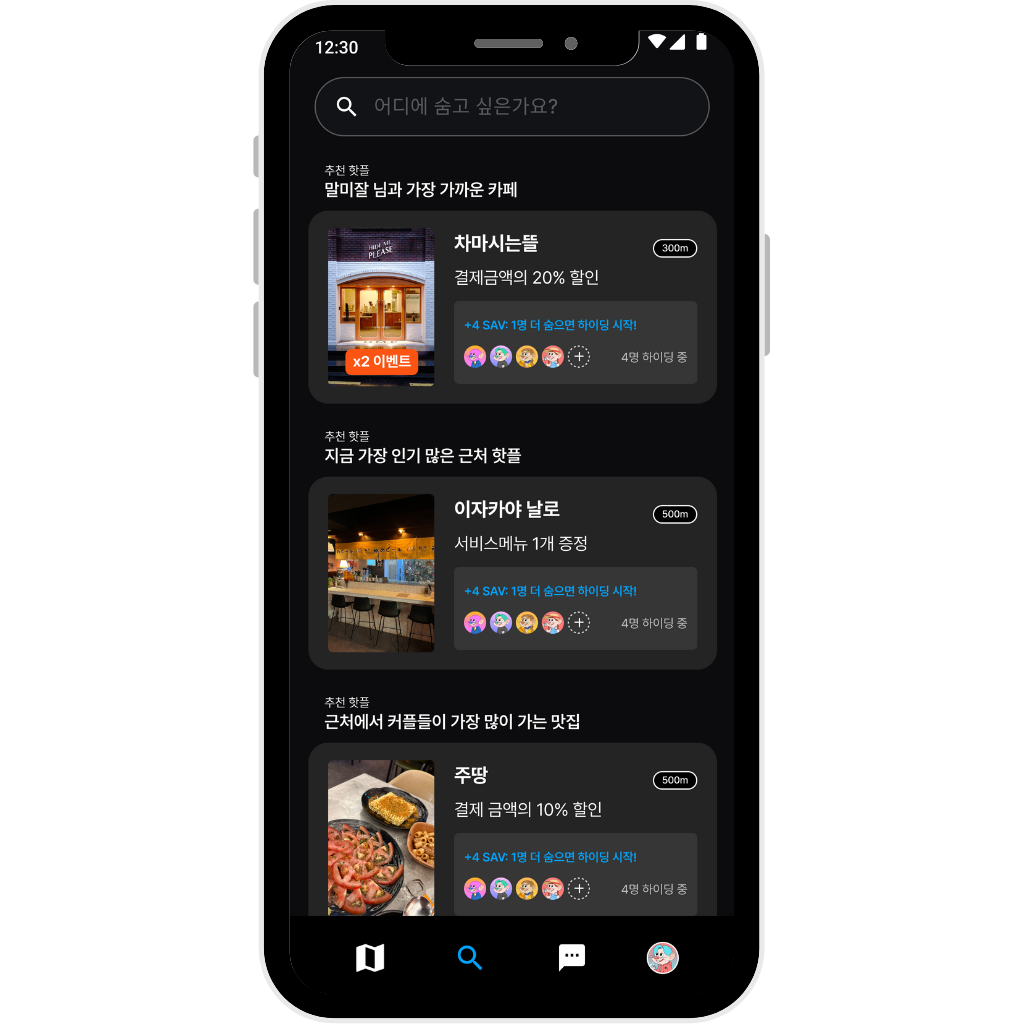 12:30
어디에 숨고 싶은가요?
추천 핫플
말미잘 님과 가장 가까운 카페
HIDE ME
PLEASE
차마시는뜰
300m
결제금액의 20% 할인
+4 SAV: 1명 더 숨으면 하이딩 시작!
4명 하이딩 중
x2 이벤트
추천 핫플
지금 가장 인기 많은 근처 핫플
이자카야 날로
500m
서비스메뉴 1개 증정
+4 SAV: 1명 더 숨으면 하이딩 시작!
4명 하이딩 중
추천 핫플
근처에서 커플들이 가장 많이 가는 맛집
주땅
500m
결제 금액의 10% 할인
+4 SAV: 1명 더 숨으면 하이딩 시작!
4명 하이딩 중